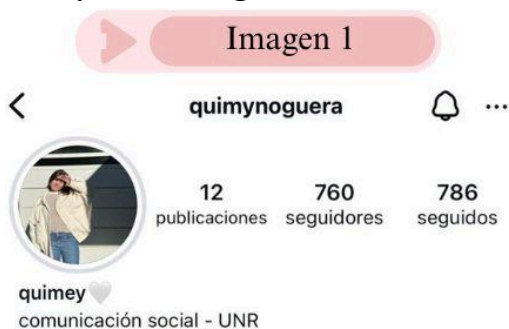 Imagen 1
quimynoguera
12 760 786
publicaciones seguidores seguidos
quimey🤍
comunicación social - UNR